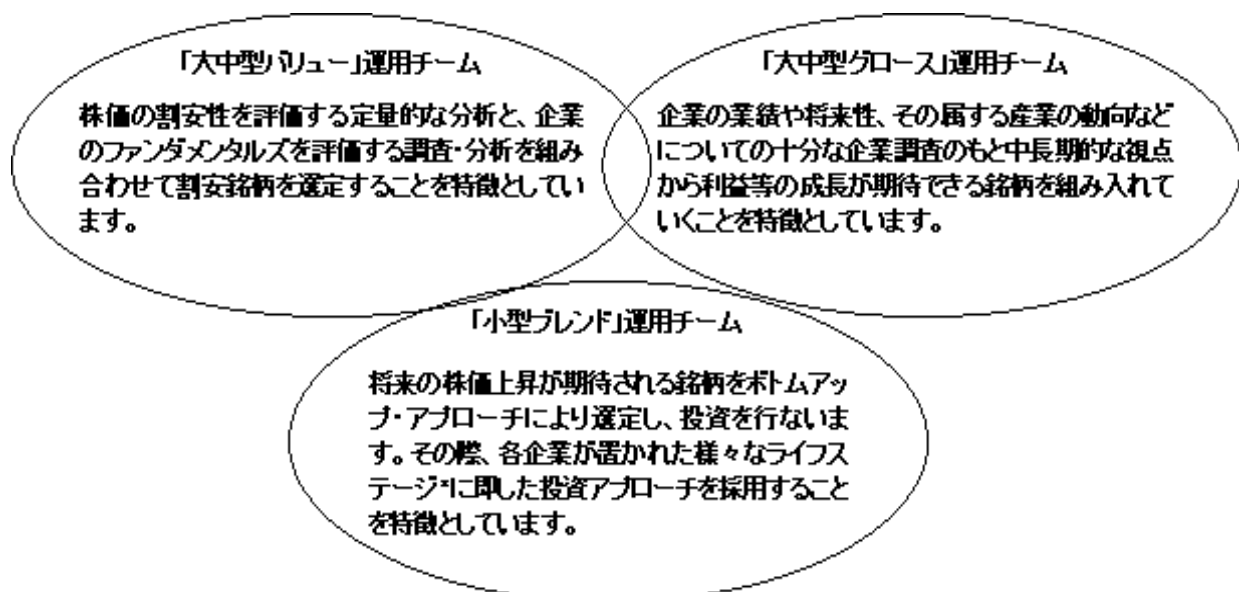 「大中型バリュー」運用チーム
株価の割安性を評価する定量的な分析と、企業
のファンダメンタルズを評価する調査・分析を組み
合わせて割安銘柄を選定することを特徴としてい
ます。
「大中型グロース」運用チーム
企業の業績や将来性、その属する産業の動向など
についての十分な企業調査のもと中長期的な視点
から利益等の成長が期待できる銘柄を組み入れて
いくことを特徴としています。
「小型ブレンド」運用チーム
将来の株価上昇が期待される銘柄をボトムアッ
プ・アプローチにより選定し、投資を行ないま
す。その際、各企業が置かれた様々なライフス
テージ*に即した投資アプローチを採用すること
を特徴としています。